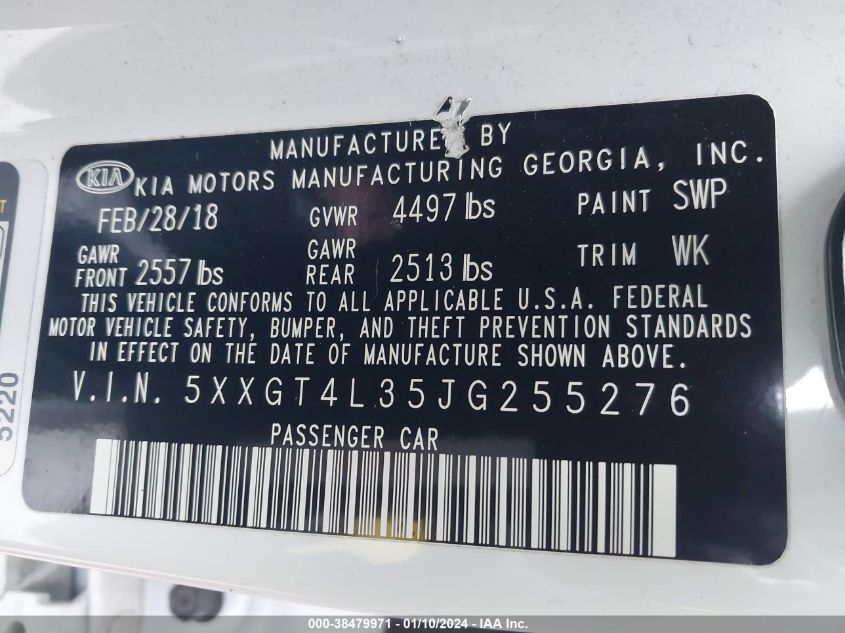 MANUFACTURED BY
KIA KIA MOTORS MANUFACTURING GEORGIA, INC.
FEB/28/18 GVWR 4497 lbs PAINT SWP
GAWR FRONT 2557 lbs GAWR REAR 2513 lbs TRIM WK
THIS VEHICLE CONFORMS TO ALL APPLICABLE U.S.A. FEDERAL
MOTOR VEHICLE SAFETY, BUMPER, AND THEFT PREVENTION STANDARDS
IN EFFECT ON THE DATE OF MANUFACTURE SHOWN ABOVE.
V.I.N. 5XXGT4L35JG255276
PASSENGER CAR
5220
000-38479971 - 01/10/2024 - IAA Inc.